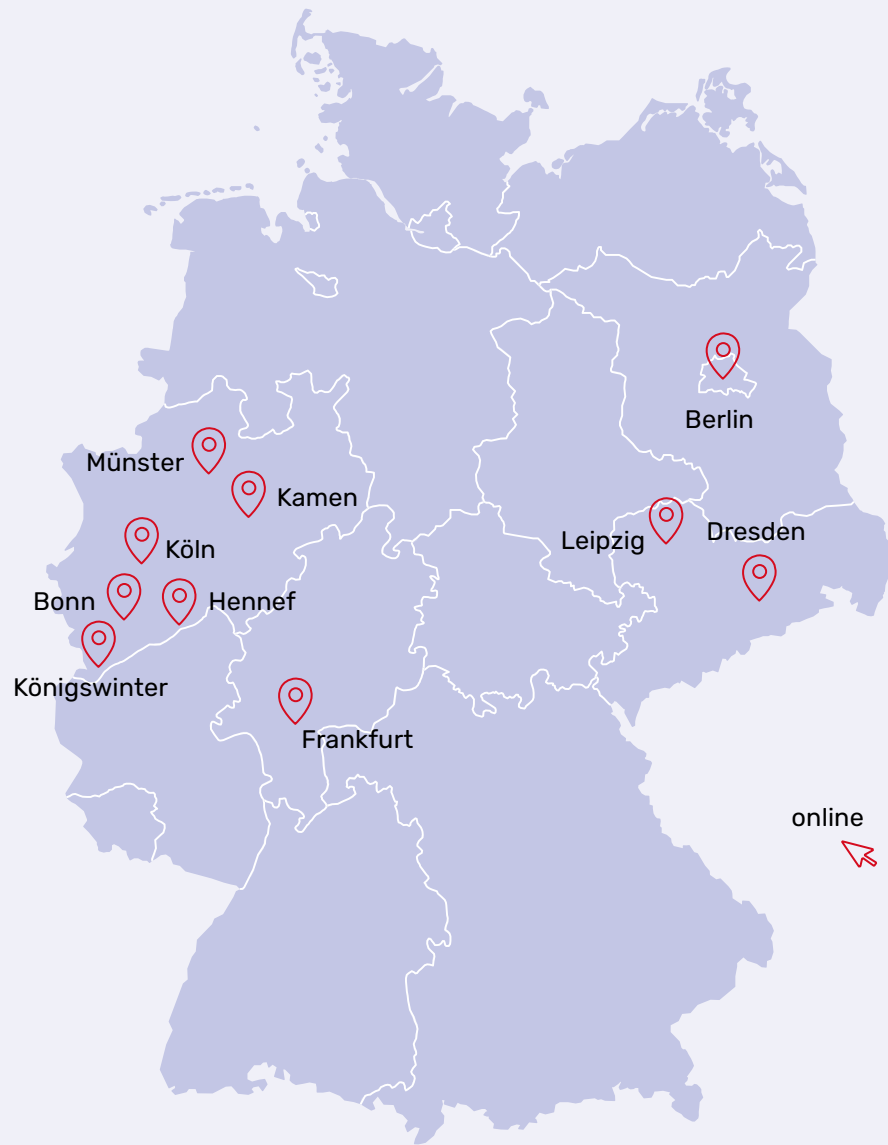 Berlin
Münster
Kamen
Dresden
Leipzig
Köln
Bonn
Hennef
Königswinter
Frankfurt
online